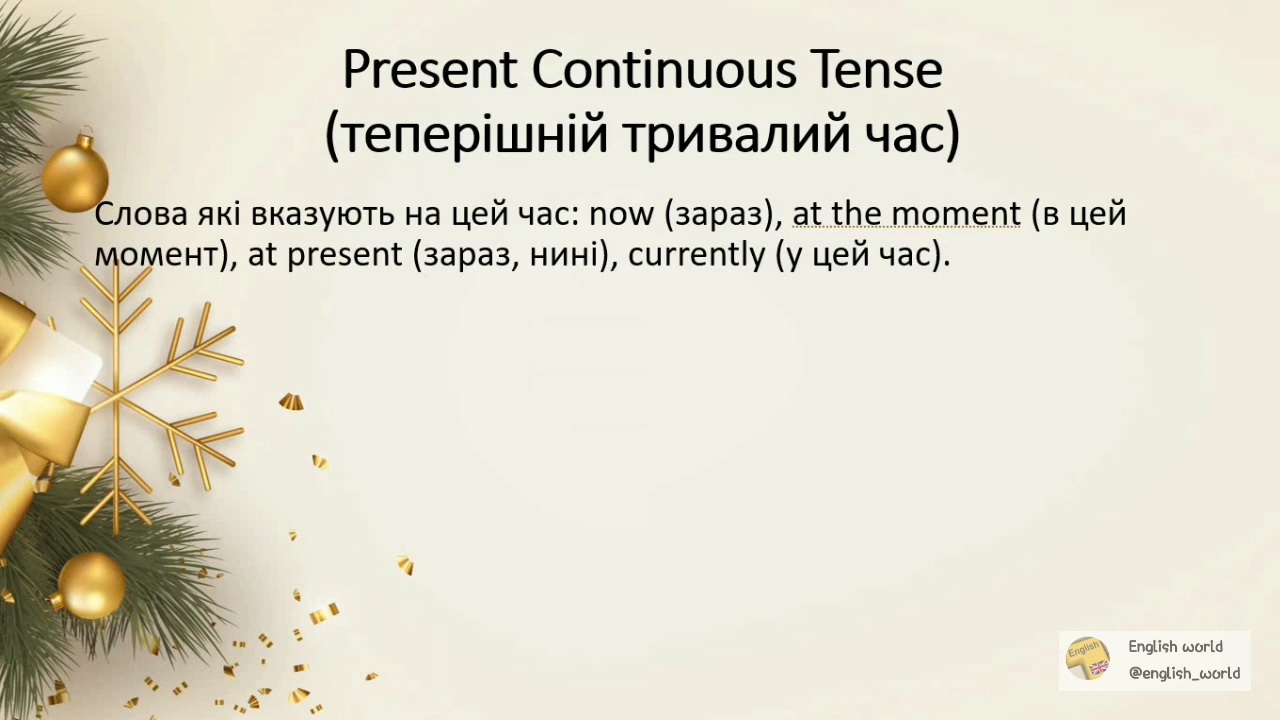 Present Continuous Tense
(теперішній тривалий час)
Слова які вказують на цей час: now (зараз), at the moment (в цей
момент), at present (зараз, нині), currently (у цей час).
English
English world
@english_world